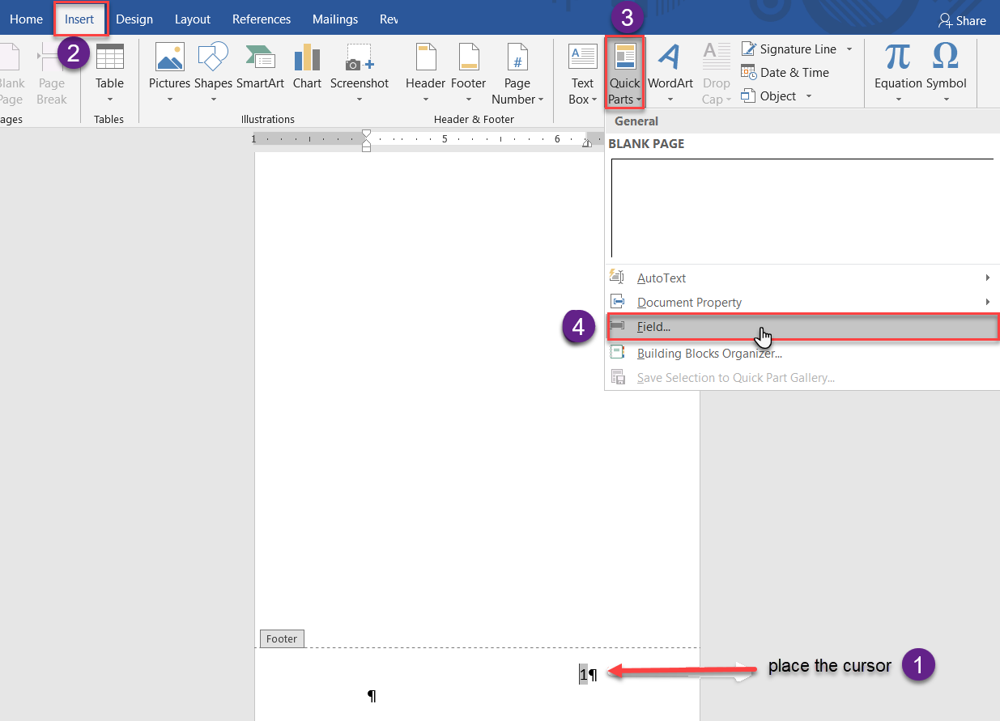 Home Insert Design Layout References Mailings Rev Share
3
2
Blank Page
Page Break
Table
Pictures Shapes SmartArt Chart Screenshot
Header Footer Page Number
Text Box
Quick Parts
WordArt
Drop Cap
Signature Line
Date & Time
Object
Equation Symbol
ages Tables Illustrations Header & Footer
1 5 6
General
BLANK PAGE
AutoText
Document Property
4
Field...
Building Blocks Organizer...
Save Selection to Quick Part Gallery...
Footer
1¶
place the cursor 1
¶